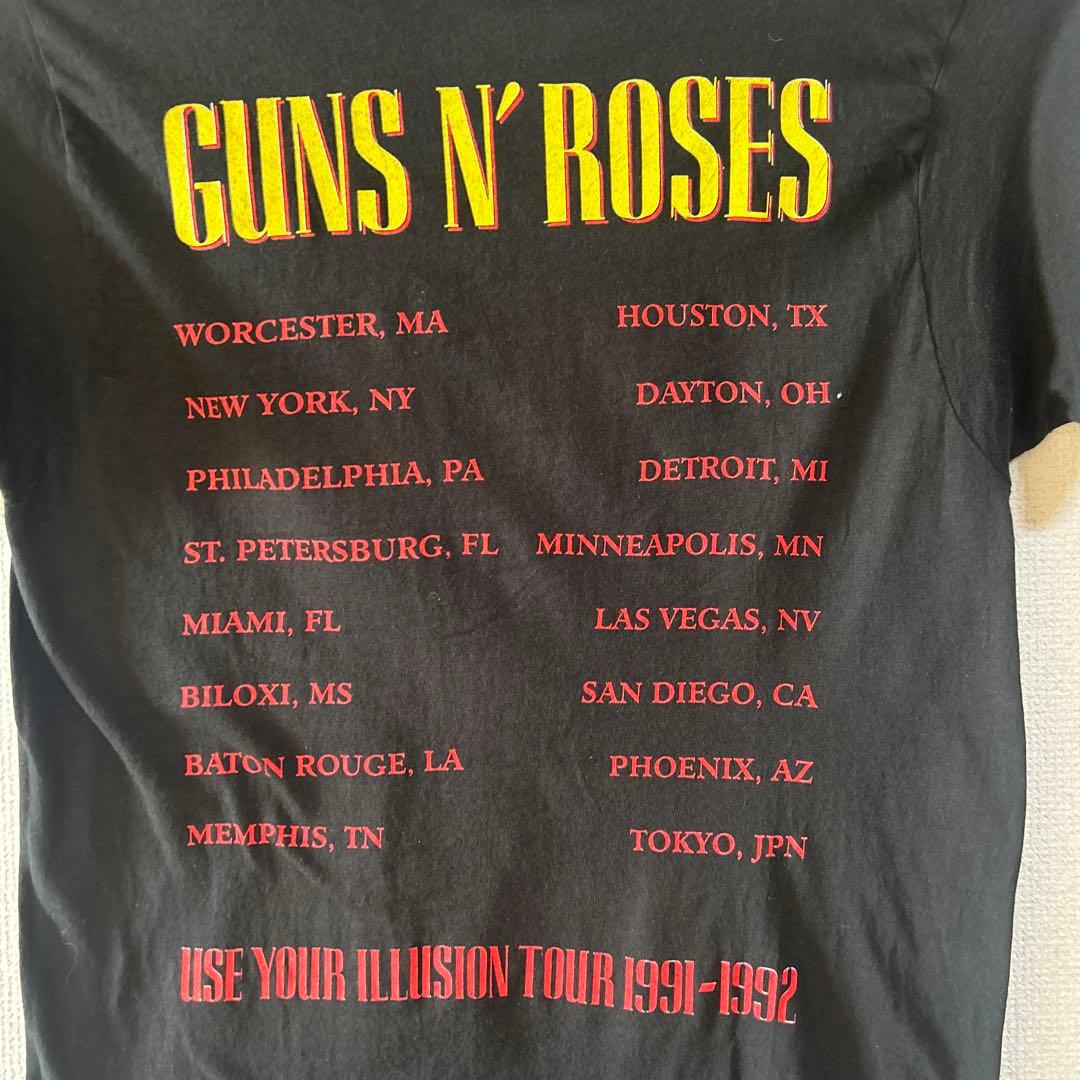 GUNS N' ROSES
WORCESTER, MA
NEW YORK, NY
PHILADELPHIA, PA
ST. PETERSBURG, FL
MIAMI, FL
BILOXI, MS
BATON ROUGE, LA
MEMPHIS, TN
HOUSTON, TX
DAYTON, OH
DETROIT, MI
MINNEAPOLIS, MN
LAS VEGAS, NV
SAN DIEGO, CA
PHOENIX, AZ
TOKYO, JPN
USE YOUR ILLUSION TOUR 1991-1992